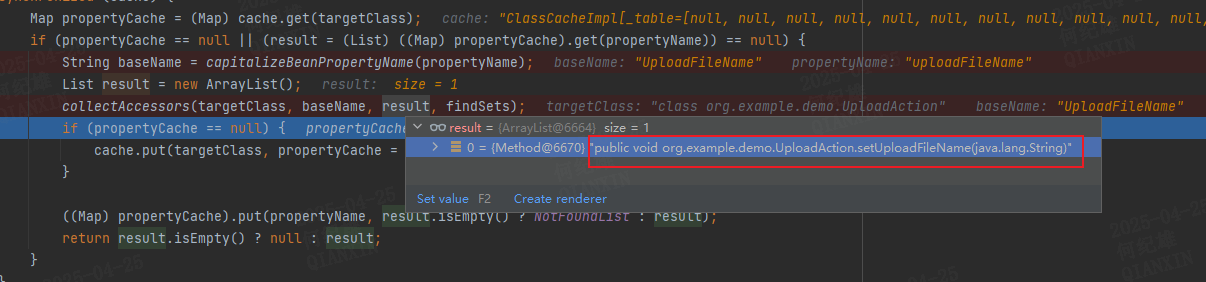 Map propertyCache = (Map) cache.get(targetClass);   cache: "ClassCacheImpl[_table=[null, null, null, null, null, null, null, null, null, null,
if (propertyCache == null || (result = (List) ((Map) propertyCache).get(propertyName)) == null) {
String baseName = capitalizeBeanPropertyName(propertyName);   baseName: "UploadFileName"    propertyName: "uploadFileName"
List result = new ArrayList();   result:  size = 1
collectAccessors(targetClass, baseName, result, findSets);   targetClass: "class org.example.demo.UploadAction"    baseName: "UploadFileName"
if (propertyCache == null) {   propertyCache
result = {ArrayList@6664}  size = 1
cache.put(targetClass, propertyCache =
0 = {Method@6670} "public void org.example.demo.UploadAction.setUploadFileName(java.lang.String)"
}
Set value  F2    Create renderer
((Map) propertyCache).put(propertyName, result.isEmpty() ? NotFoundList : result);
return result.isEmpty() ? null : result;
}
2025-04-25
QIANXIN